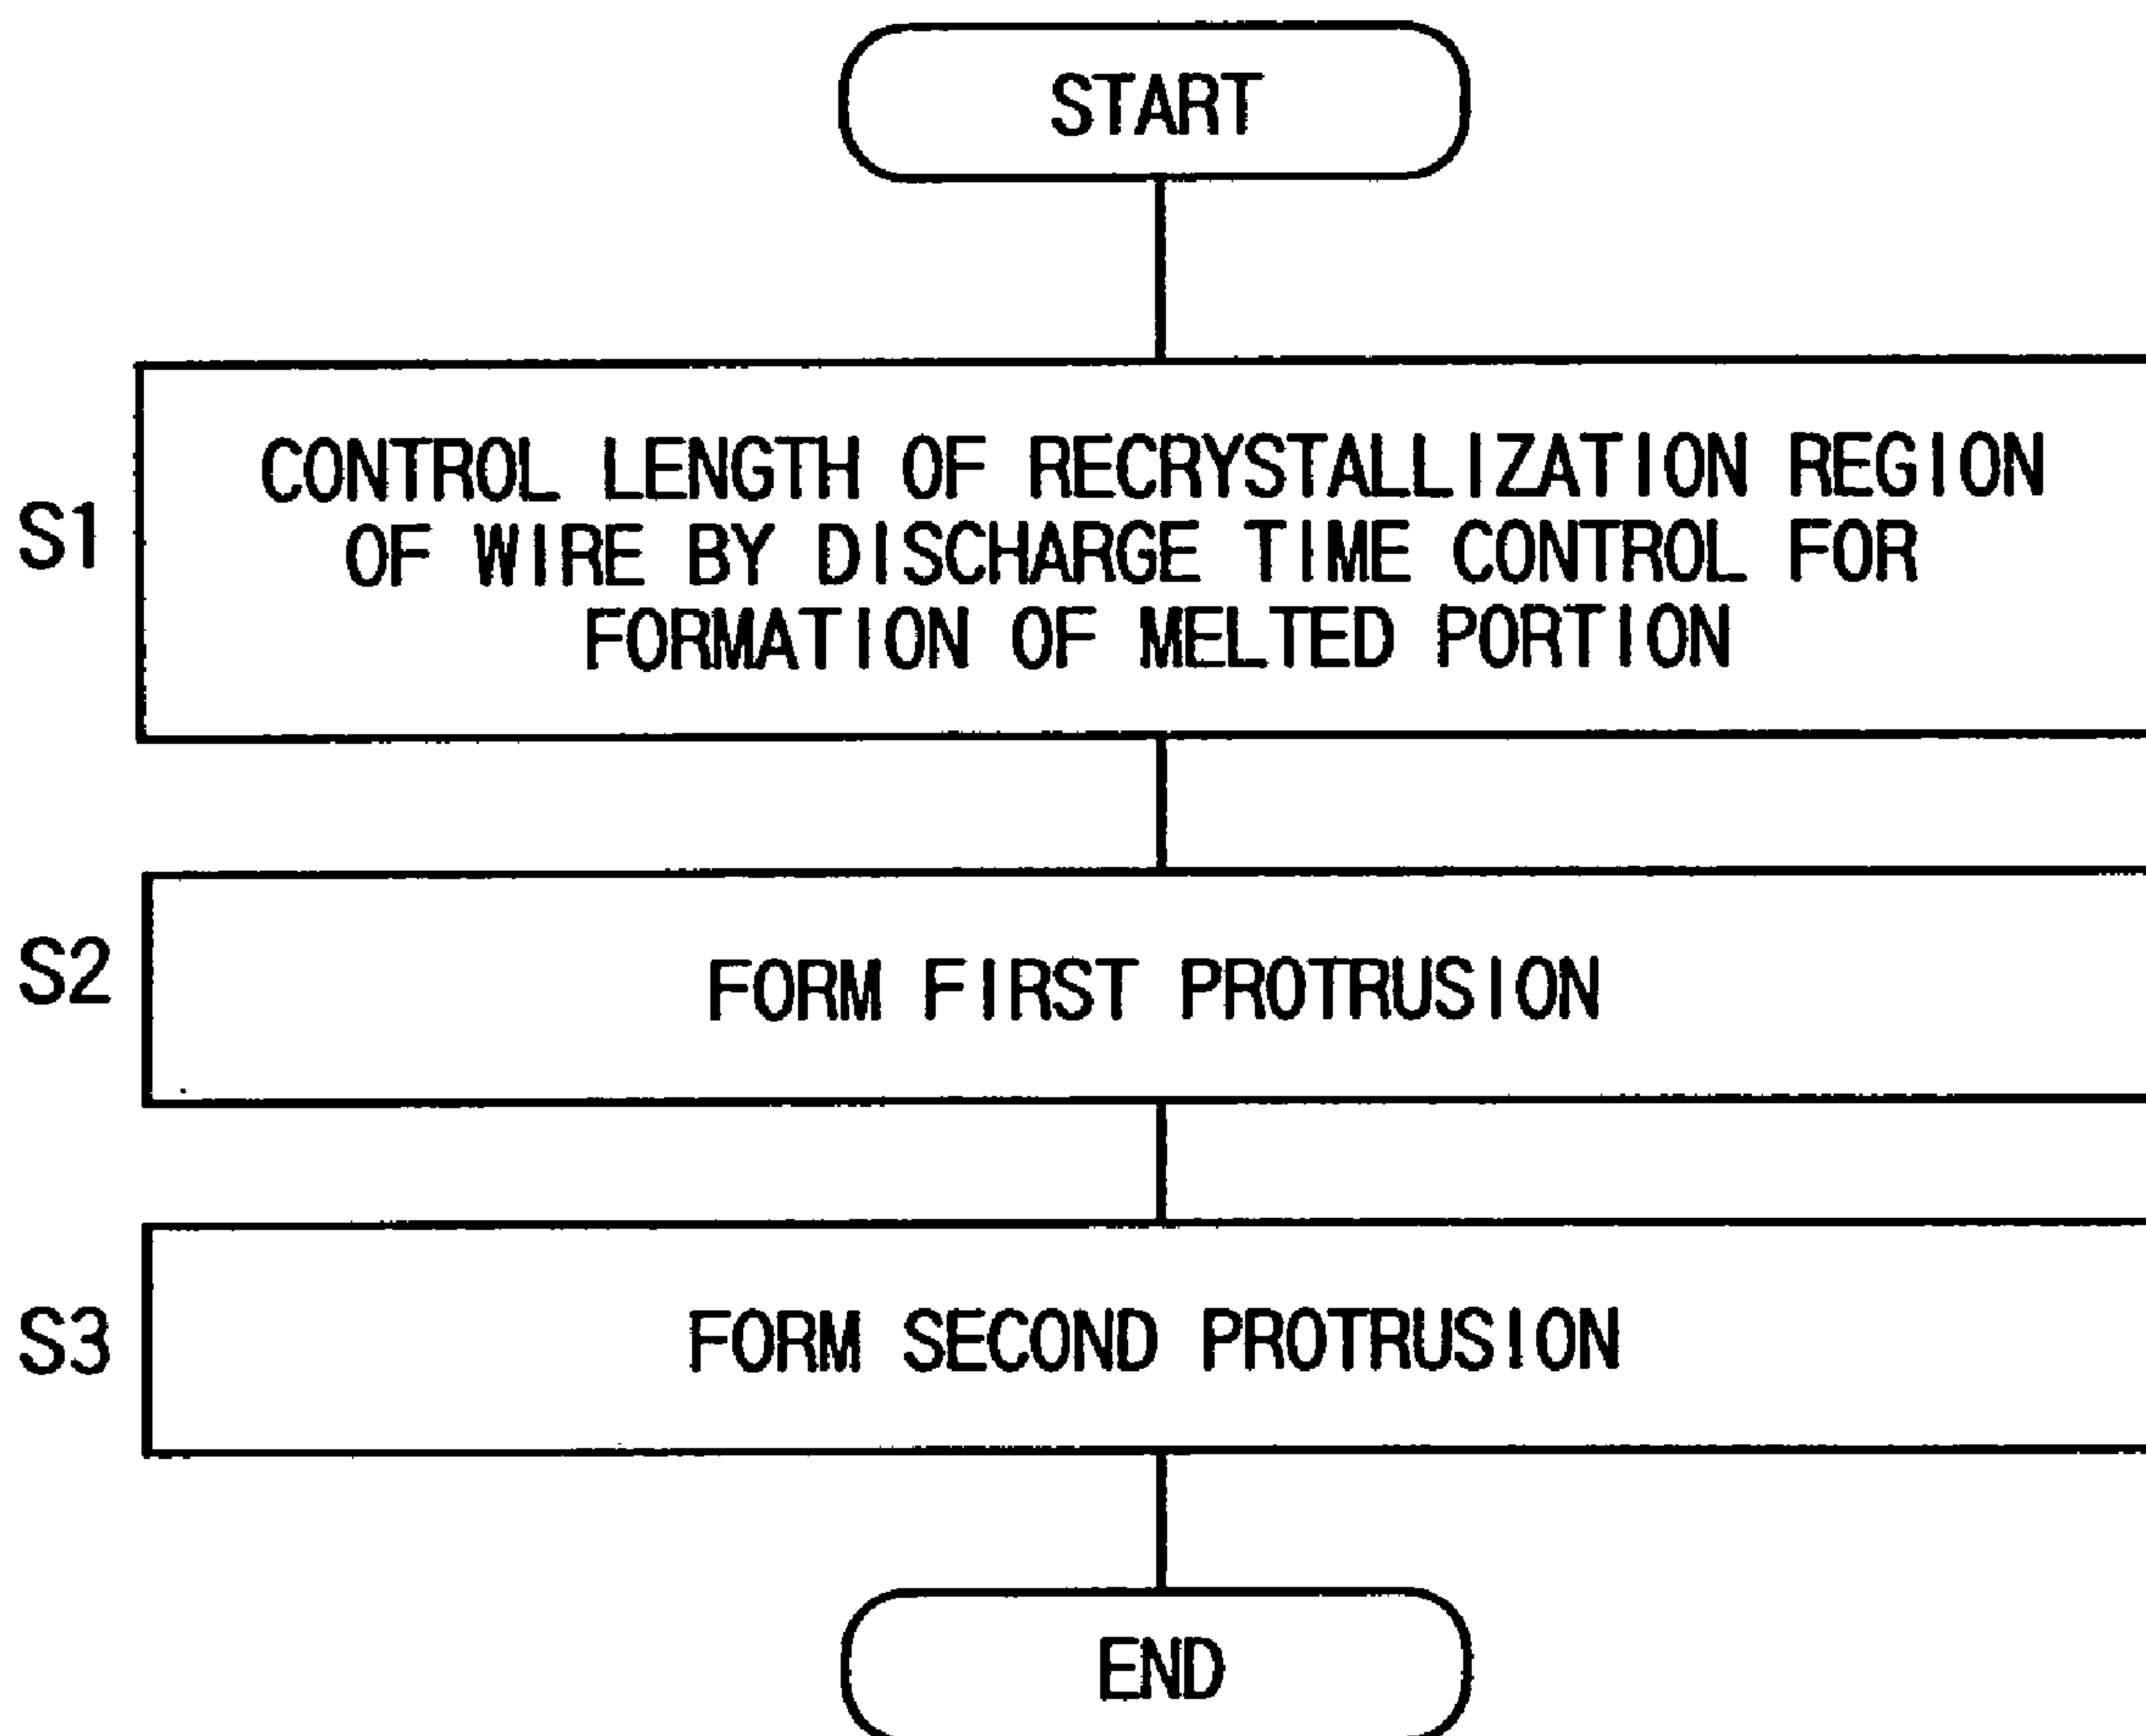 START
S1
CONTROL LENGTH OF RECRYSTALLIZATION REGION
OF WIRE BY DISCHARGE TIME CONTROL FOR
FORMATION OF MELTED PORTION
S2
FORM FIRST PROTRUSION
S3
FORM SECOND PROTRUSION
END